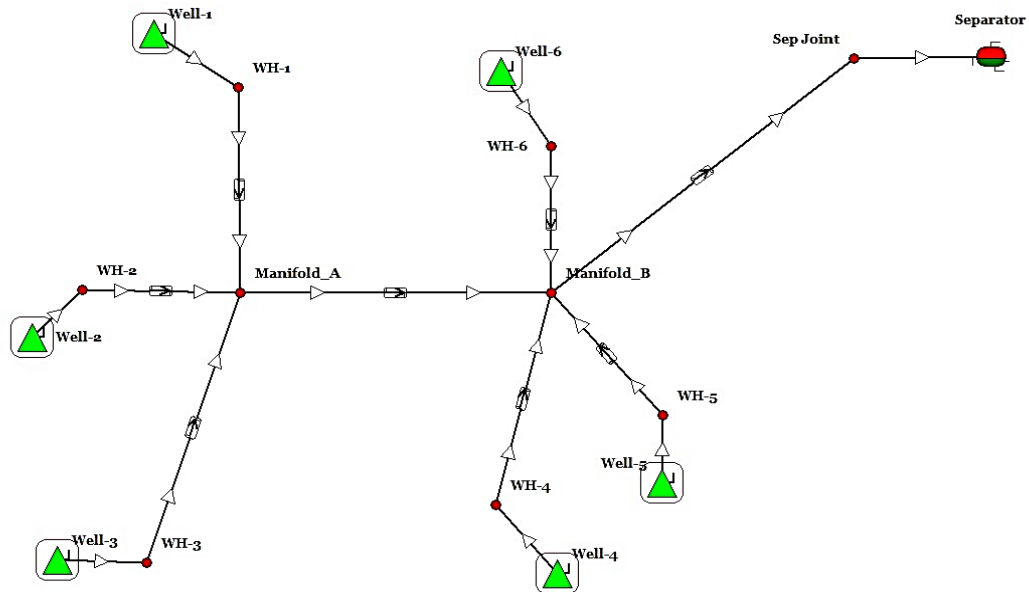 Well-1
Separator
Sep Joint
Well-6
WH-1
WH-6
WH-2
Manifold_A
Manifold_B
Well-2
WH-5
Well-5
WH-4
Well-3
WH-3
Well-4